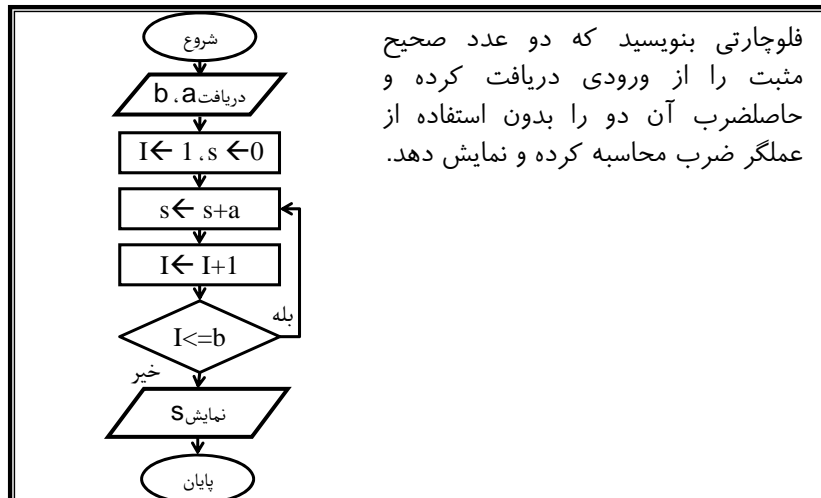 فلوچارتی بنویسید که دو عدد صحیح
مثبت را از ورودی دریافت کرده و
حاصلضرب آن دو را بدون استفاده از
عملگر ضرب محاسبه کرده و نمایش دهد.
شروع
دریافت a، b
I← 1، s ←0
s← s+a
I← I+1
I<=b
بله
خیر
نمایش s
پایان